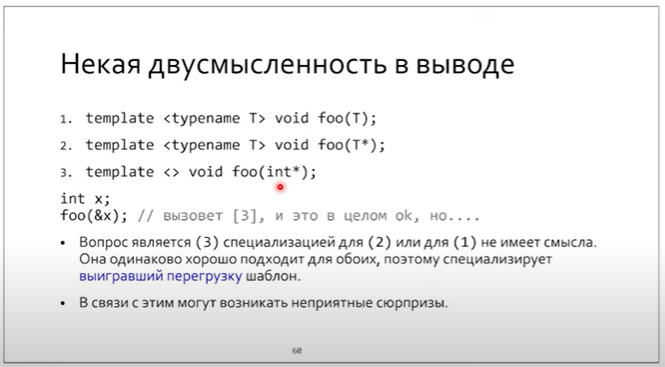 Некая двусмысленность в выводе
1. template <typename T> void foo(T);
2. template <typename T> void foo(T*);
3. template <> void foo(int*);
int x;
foo(&x); // вызовет [3], и это в целом ok, но....
• Вопрос является (3) специализацией для (2) или для (1) не имеет смысла.
Она одинаково хорошо подходит для обоих, поэтому специализирует
выигравший перегрузку шаблон.
• В связи с этим могут возникать неприятные сюрпризы.
60